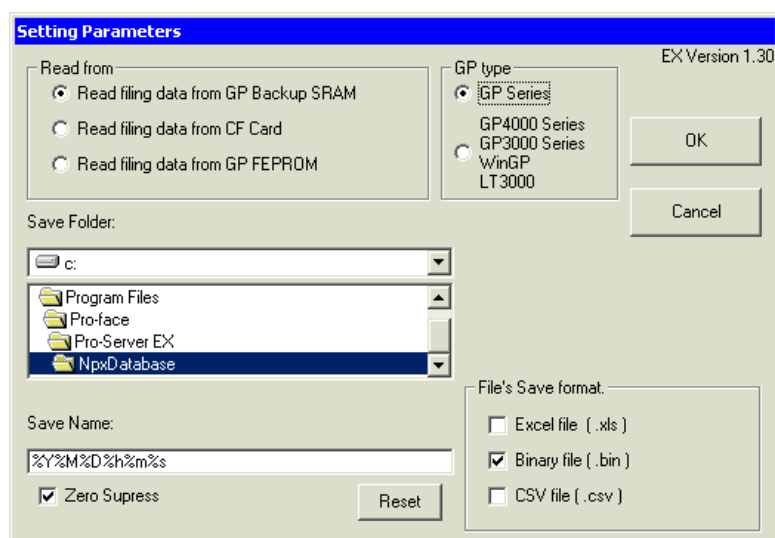 Setting Parameters
EX Version 1.30
Read from
Read filing data from GP Backup SRAM
Read filing data from CF Card
Read filing data from GP FEPROM
GP type
GP Series
GP4000 Series
GP3000 Series
WinGP
LT3000
OK
Cancel
Save Folder:
c:
Program Files
Pro-face
Pro-Server EX
NpxDatabase
Save Name:
%Y%M%D%h%m%s
Zero Supress
Reset
File's Save format.
Excel file ( .xls )
Binary file ( .bin )
CSV file ( .csv )